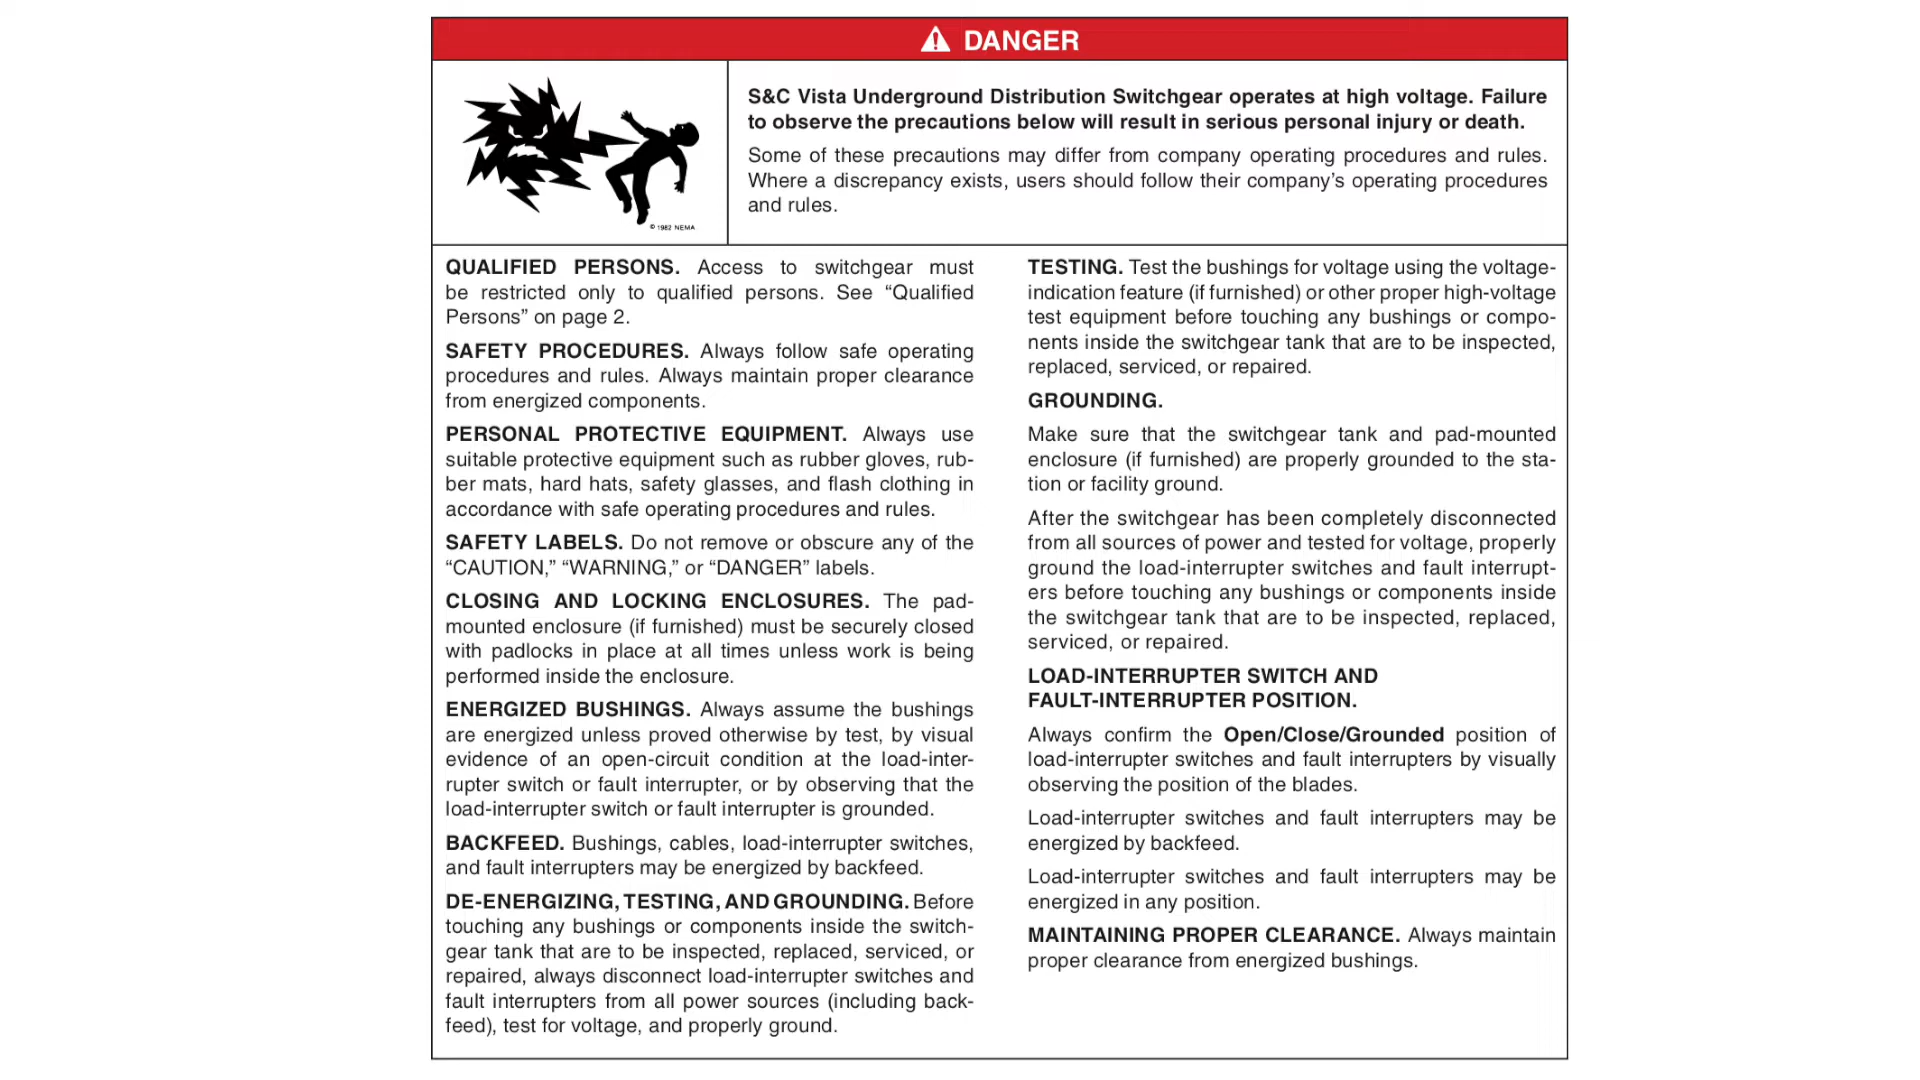 DANGER
S&C Vista Underground Distribution Switchgear operates at high voltage. Failure
to observe the precautions below will result in serious personal injury or death.
Some of these precautions may differ from company operating procedures and rules.
Where a discrepancy exists, users should follow their company’s operating procedures
and rules.
© 1982 NEMA
QUALIFIED PERSONS. Access to switchgear must
be restricted only to qualified persons. See “Qualified
Persons” on page 2.
SAFETY PROCEDURES. Always follow safe operating
procedures and rules. Always maintain proper clearance
from energized components.
PERSONAL PROTECTIVE EQUIPMENT. Always use
suitable protective equipment such as rubber gloves, rub-
ber mats, hard hats, safety glasses, and flash clothing in
accordance with safe operating procedures and rules.
SAFETY LABELS. Do not remove or obscure any of the
“CAUTION,” “WARNING,” or “DANGER” labels.
CLOSING AND LOCKING ENCLOSURES. The pad-
mounted enclosure (if furnished) must be securely closed
with padlocks in place at all times unless work is being
performed inside the enclosure.
ENERGIZED BUSHINGS. Always assume the bushings
are energized unless proved otherwise by test, by visual
evidence of an open-circuit condition at the load-inter-
rupter switch or fault interrupter, or by observing that the
load-interrupter switch or fault interrupter is grounded.
BACKFEED. Bushings, cables, load-interrupter switches,
and fault interrupters may be energized by backfeed.
DE-ENERGIZING, TESTING, AND GROUNDING. Before
touching any bushings or components inside the switch-
gear tank that are to be inspected, replaced, serviced, or
repaired, always disconnect load-interrupter switches and
fault interrupters from all power sources (including back-
feed), test for voltage, and properly ground.
TESTING. Test the bushings for voltage using the voltage-
indication feature (if furnished) or other proper high-voltage
test equipment before touching any bushings or compo-
nents inside the switchgear tank that are to be inspected,
replaced, serviced, or repaired.
GROUNDING.
Make sure that the switchgear tank and pad-mounted
enclosure (if furnished) are properly grounded to the sta-
tion or facility ground.
After the switchgear has been completely disconnected
from all sources of power and tested for voltage, properly
ground the load-interrupter switches and fault interrupt-
ers before touching any bushings or components inside
the switchgear tank that are to be inspected, replaced,
serviced, or repaired.
LOAD-INTERRUPTER SWITCH AND
FAULT-INTERRUPTER POSITION.
Always confirm the Open/Close/Grounded position of
load-interrupter switches and fault interrupters by visually
observing the position of the blades.
Load-interrupter switches and fault interrupters may be
energized by backfeed.
Load-interrupter switches and fault interrupters may be
energized in any position.
MAINTAINING PROPER CLEARANCE. Always maintain
proper clearance from energized bushings.